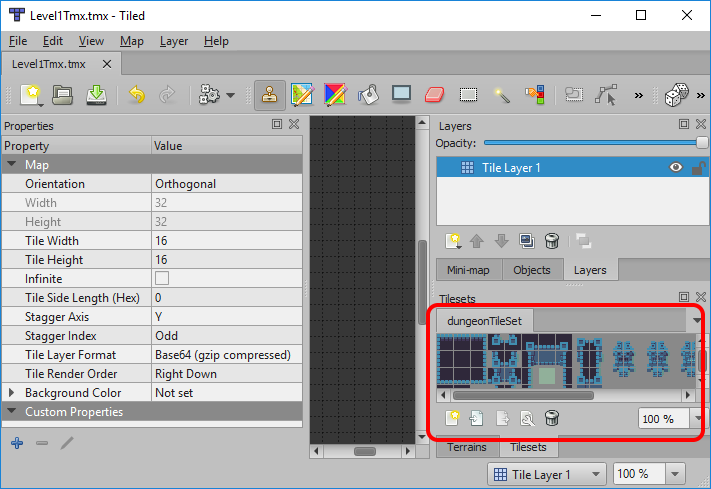 Level1Tmx.tmx - Tiled
File Edit View Map Layer Help
Level1Tmx.tmx
Properties
Property Value
Map
Orientation Orthogonal
Width 32
Height 32
Tile Width 16
Tile Height 16
Infinite
Tile Side Length (Hex) 0
Stagger Axis Y
Stagger Index Odd
Tile Layer Format Base64 (gzip compressed)
Tile Render Order Right Down
Background Color Not set
Custom Properties
Layers
Opacity:
Tile Layer 1
Mini-map Objects Layers
Tilesets
dungeonTileSet
100 %
Terrains Tilesets
Tile Layer 1 100 %